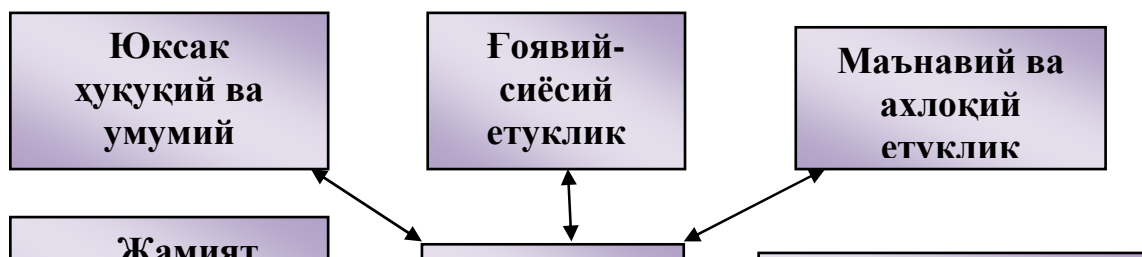 Юксак
ҳуқуқий ва
умумий
Ғоявий-
сиёсий
етуклик
Маънавий ва
ахлоқий
етуклик
Жамият